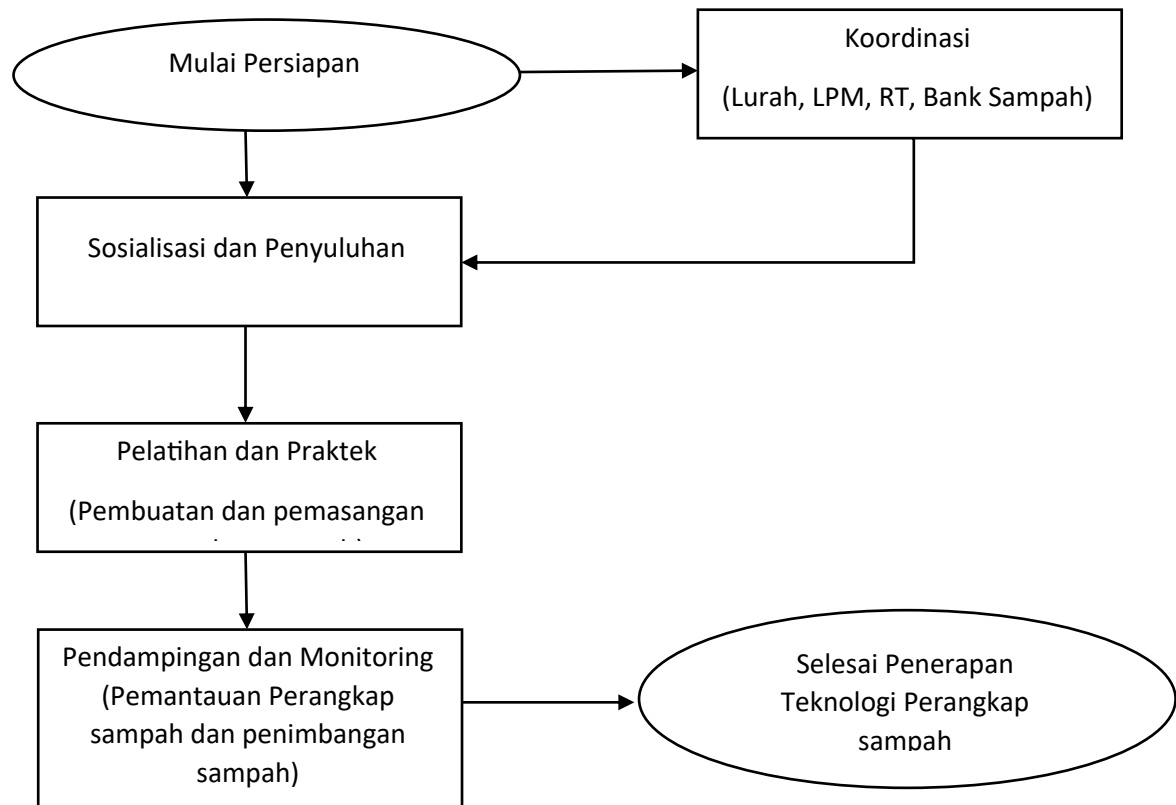 Mulai Persiapan
Koordinasi
(Lurah, LPM, RT, Bank Sampah)
Sosialisasi dan Penyuluhan
Pelatihan dan Praktek
(Pembuatan dan pemasangan
Pendampingan dan Monitoring
(Pemantauan Perangkap
sampah dan penimbangan
sampah)
Selesai Penerapan
Teknologi Perangkap
sampah